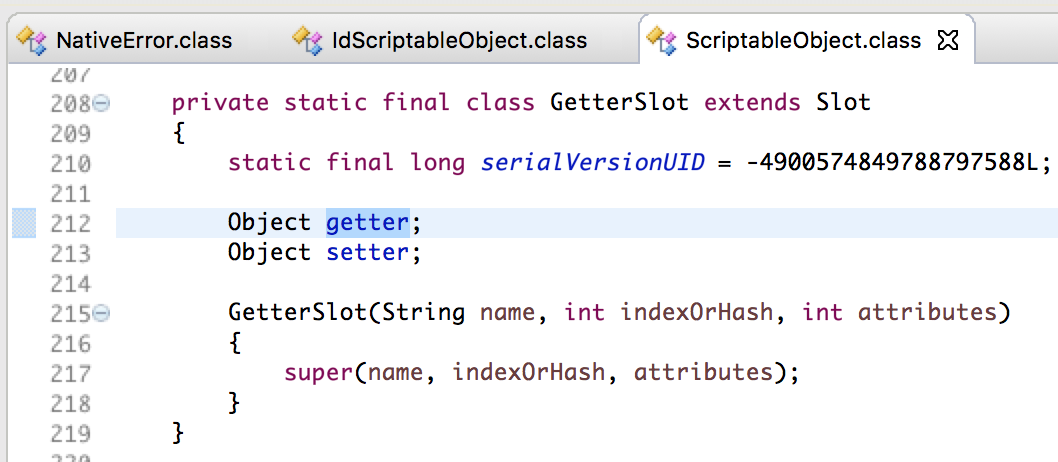 NativeError.class IdScriptableObject.class ScriptableObject.class
207
208 private static final class GetterSlot extends Slot
209 {
210 static final long serialVersionUID = -4900574849788797588L;
211
212 Object getter;
213 Object setter;
214
215 GetterSlot(String name, int indexOrHash, int attributes)
216 {
217 super(name, indexOrHash, attributes);
218 }
219 }
220